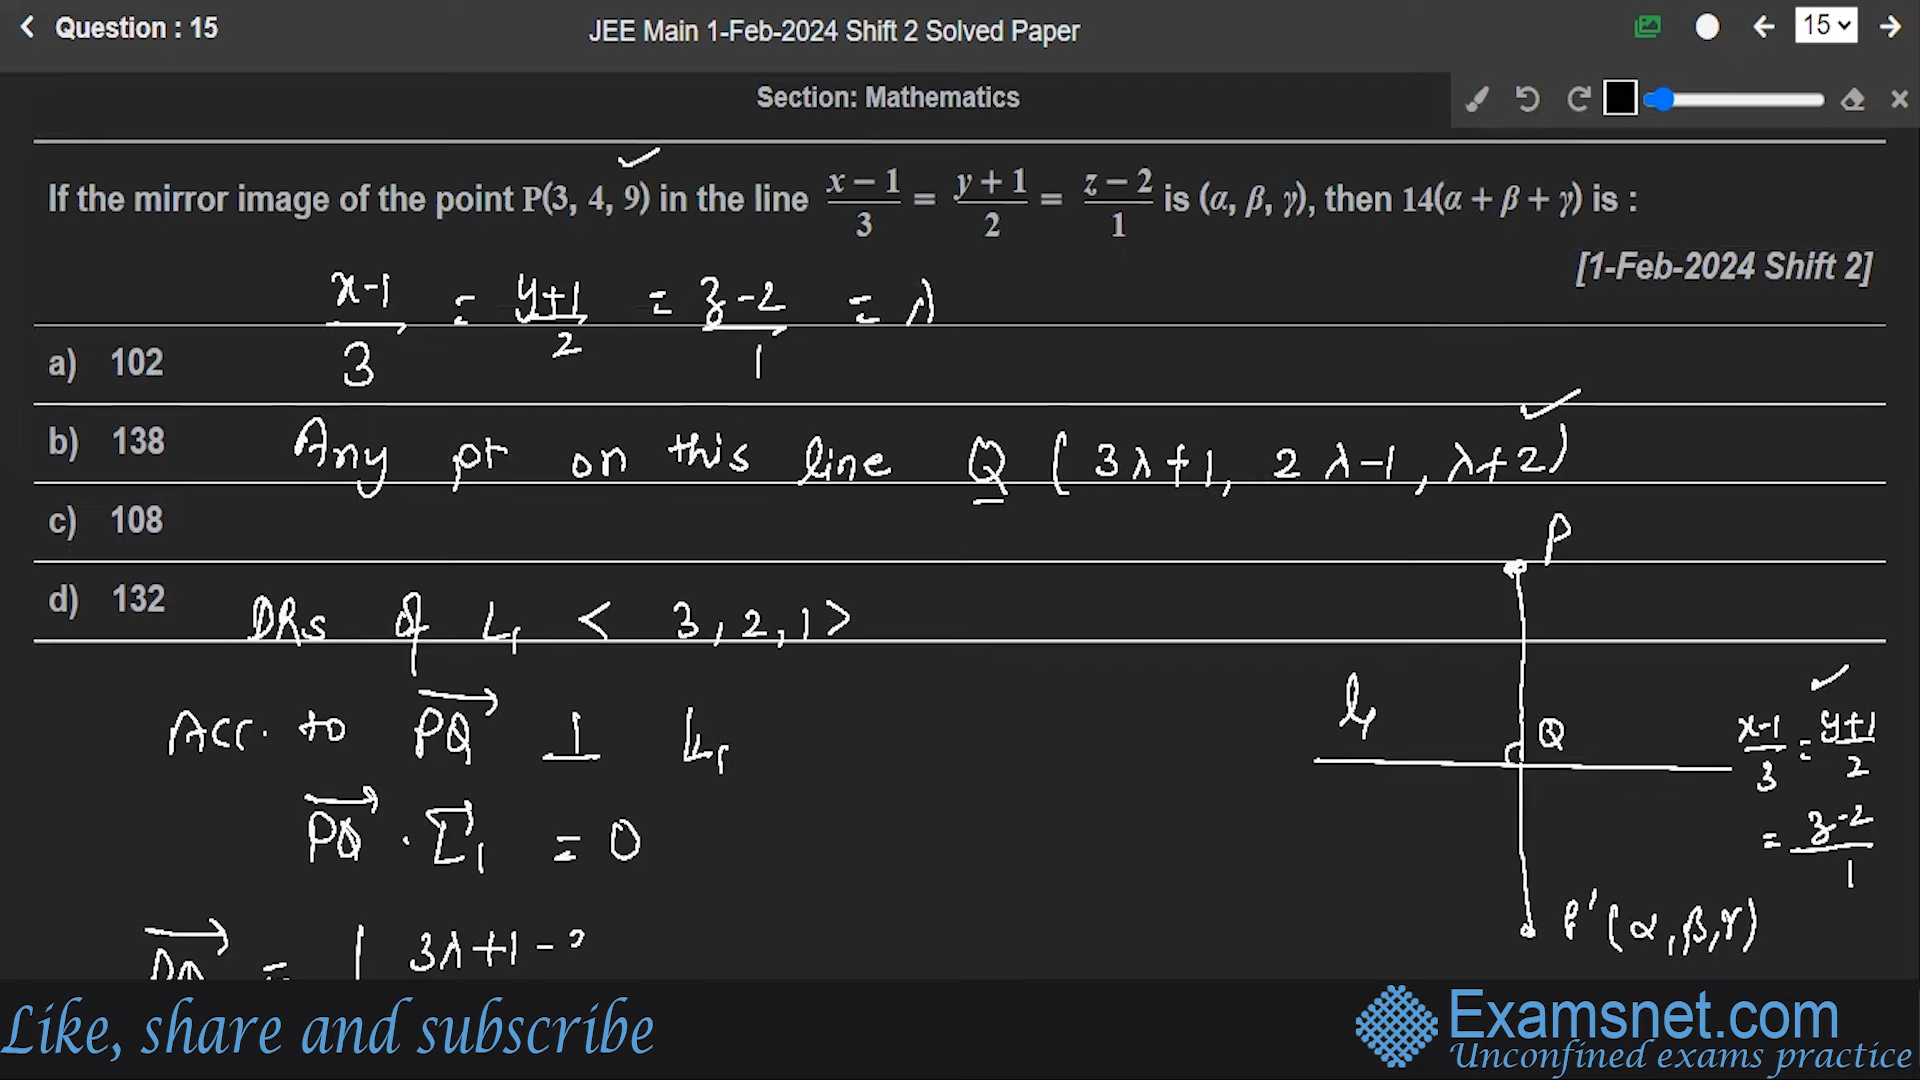 Question : 15
JEE Main 1-Feb-2024 Shift 2 Solved Paper
15
Section: Mathematics
If the mirror image of the point P(3, 4, 9) in the line (x − 1)/3 = (y + 1)/2 = (z − 2)/1 is (α, β, γ), then 14(α + β + γ) is :
[1-Feb-2024 Shift 2]
(x-1)/3 = (y+1)/2 = (z-2)/1 = λ
a) 102
b) 138
Any pt on this line Q (3λ+1, 2λ-1, λ+2)
c) 108
d) 132
DRs of L₁ < 3, 2, 1>
Acc. to PQ⃗ ⊥ L₁
PQ⃗ · L⃗₁ = 0
PQ⃗ = ( 3λ+1 -
P
L₁
Q
(x-1)/3 = (y+1)/2
= (z-2)/1
P'(α, β, γ)
Like, share and subscribe
Examsnet.com
Unconfined exams practice